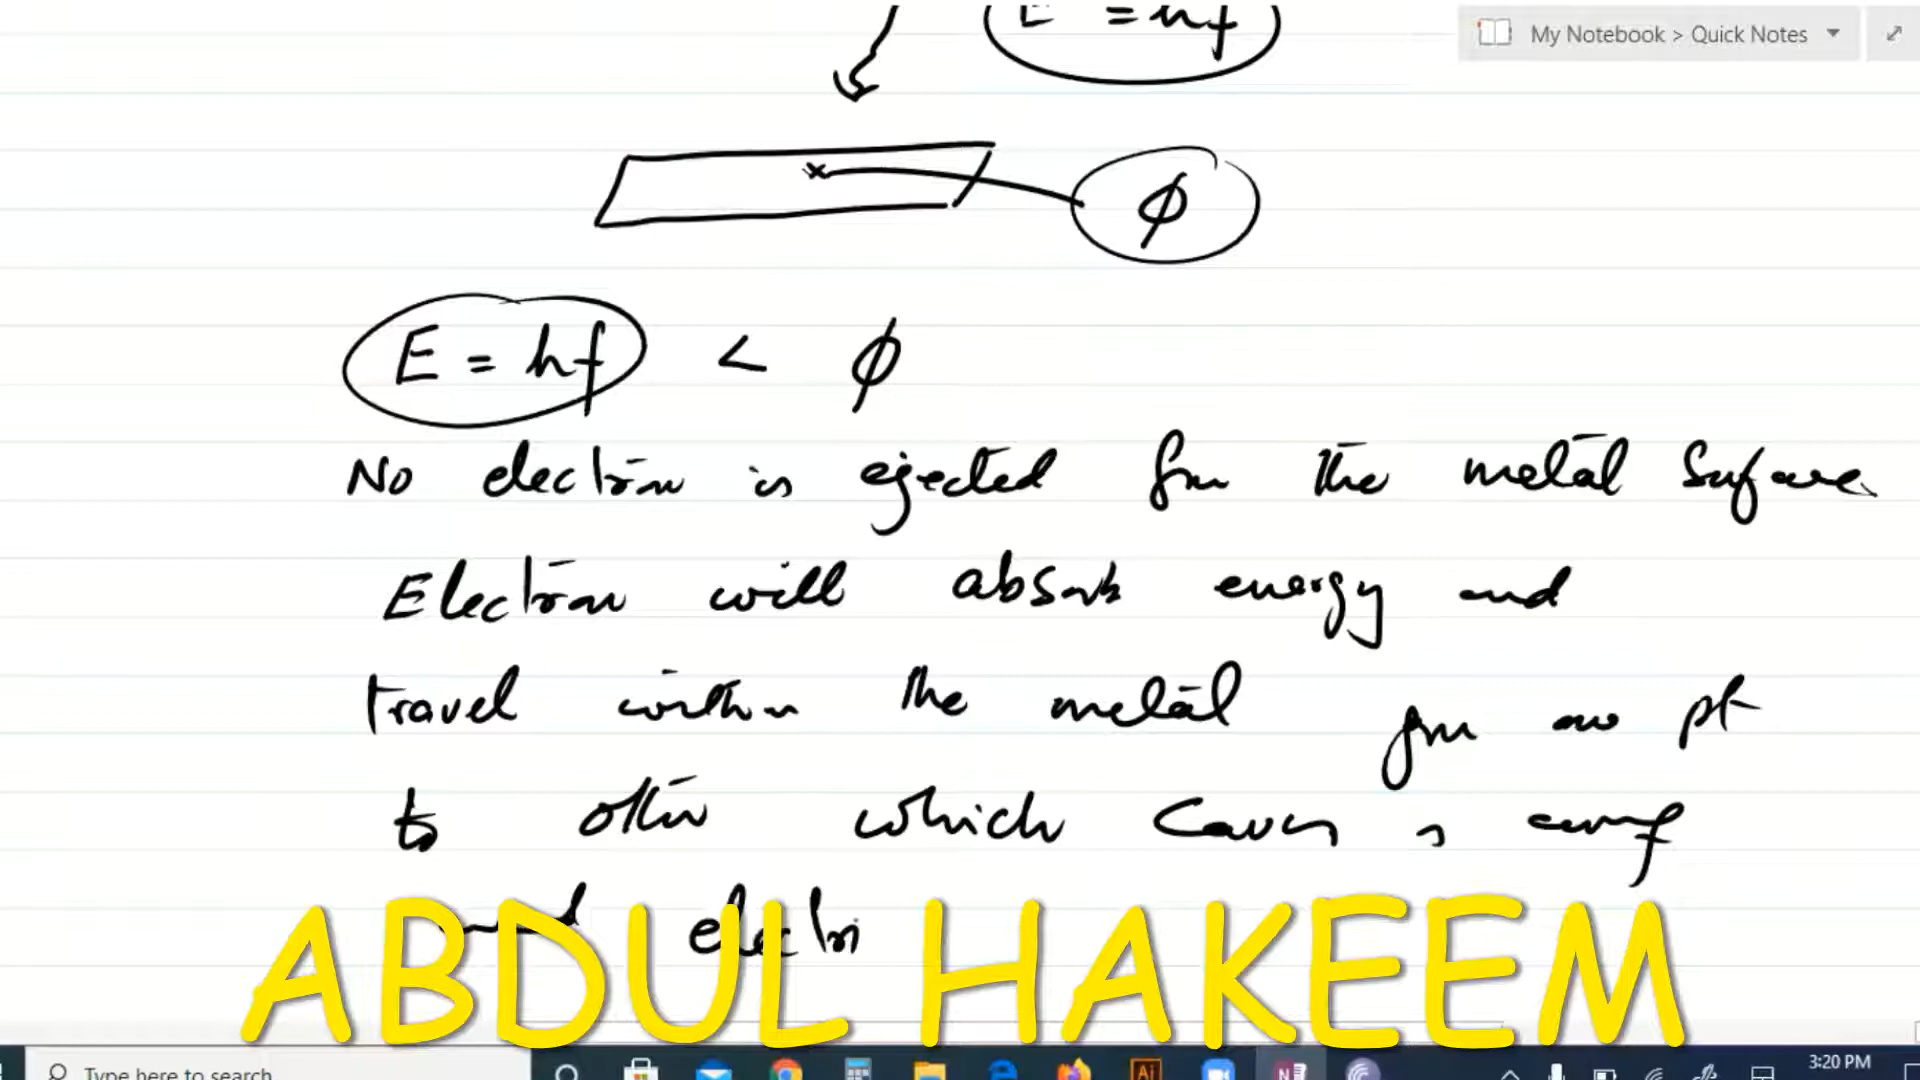 E = hf
My Notebook > Quick Notes
ϕ
E = hf < ϕ
No electron is ejected from the metal surface
Electron will absorb energy and
travel within the metal from one pt
to other which causes
electri
ABDUL HAKEEM
Type here to search
3:20 PM